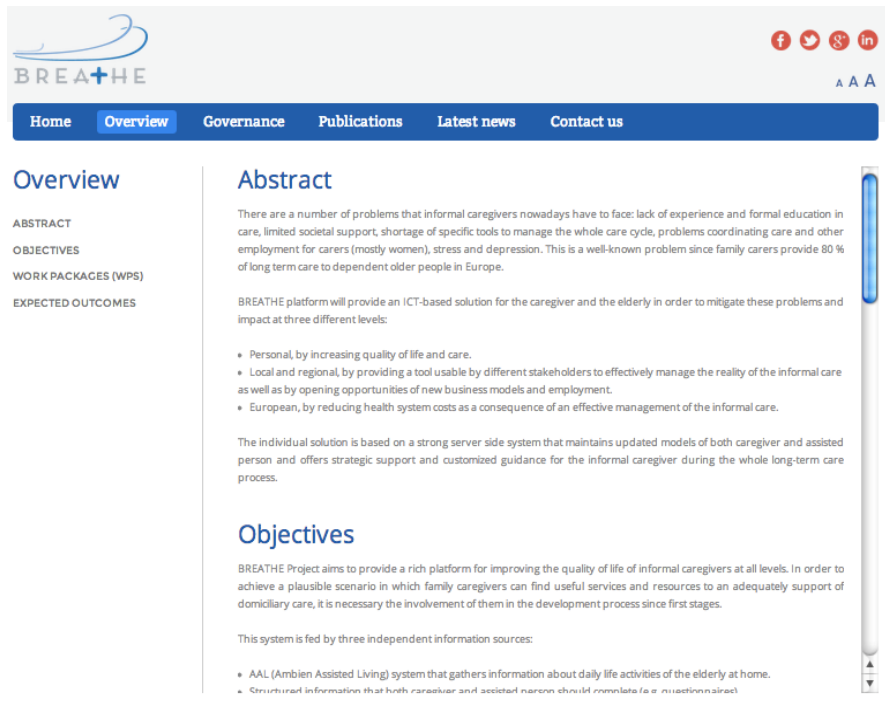 BREATHE
A A A
Home Overview Governance Publications Latest news Contact us
Overview
ABSTRACT
OBJECTIVES
WORK PACKAGES (WPS)
EXPECTED OUTCOMES
Abstract
There are a number of problems that informal caregivers nowadays have to face: lack of experience and formal education in
care, limited societal support, shortage of specific tools to manage the whole care cycle, problems coordinating care and other
employment for carers (mostly women), stress and depression. This is a well-known problem since family carers provide 80 %
of long term care to dependent older people in Europe.
BREATHE platform will provide an ICT-based solution for the caregiver and the elderly in order to mitigate these problems and
impact at three different levels:
• Personal, by increasing quality of life and care.
• Local and regional, by providing a tool usable by different stakeholders to effectively manage the reality of the informal care
as well as by opening opportunities of new business models and employment.
• European, by reducing health system costs as a consequence of an effective management of the informal care.
The individual solution is based on a strong server side system that maintains updated models of both caregiver and assisted
person and offers strategic support and customized guidance for the informal caregiver during the whole long-term care
process.
Objectives
BREATHE Project aims to provide a rich platform for improving the quality of life of informal caregivers at all levels. In order to
achieve a plausible scenario in which family caregivers can find useful services and resources to an adequately support of
domiciliary care, it is necessary the involvement of them in the development process since first stages.
This system is fed by three independent information sources:
• AAL (Ambien Assisted Living) system that gathers information about daily life activities of the elderly at home.
• Structured information that both caregiver and assisted person should complete (e.g. questionnaires)